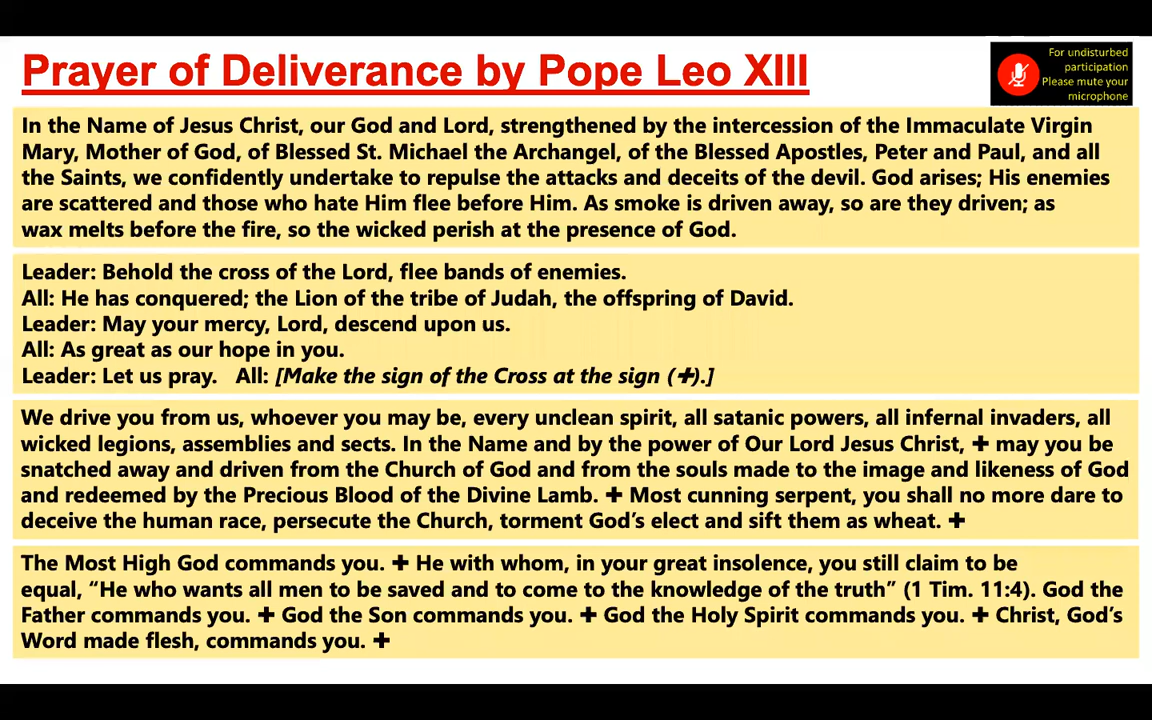 Prayer of Deliverance by Pope Leo XIII
For undisturbed
participation
Please mute your
microphone
In the Name of Jesus Christ, our God and Lord, strengthened by the intercession of the Immaculate Virgin
Mary, Mother of God, of Blessed St. Michael the Archangel, of the Blessed Apostles, Peter and Paul, and all
the Saints, we confidently undertake to repulse the attacks and deceits of the devil. God arises; His enemies
are scattered and those who hate Him flee before Him. As smoke is driven away, so are they driven; as
wax melts before the fire, so the wicked perish at the presence of God.
Leader: Behold the cross of the Lord, flee bands of enemies.
All: He has conquered; the Lion of the tribe of Judah, the offspring of David.
Leader: May your mercy, Lord, descend upon us.
All: As great as our hope in you.
Leader: Let us pray.   All: [Make the sign of the Cross at the sign (✚).]
We drive you from us, whoever you may be, every unclean spirit, all satanic powers, all infernal invaders, all
wicked legions, assemblies and sects. In the Name and by the power of Our Lord Jesus Christ, ✚ may you be
snatched away and driven from the Church of God and from the souls made to the image and likeness of God
and redeemed by the Precious Blood of the Divine Lamb. ✚ Most cunning serpent, you shall no more dare to
deceive the human race, persecute the Church, torment God’s elect and sift them as wheat. ✚
The Most High God commands you. ✚ He with whom, in your great insolence, you still claim to be
equal, “He who wants all men to be saved and to come to the knowledge of the truth” (1 Tim. 11:4). God the
Father commands you. ✚ God the Son commands you. ✚ God the Holy Spirit commands you. ✚ Christ, God’s
Word made flesh, commands you. ✚